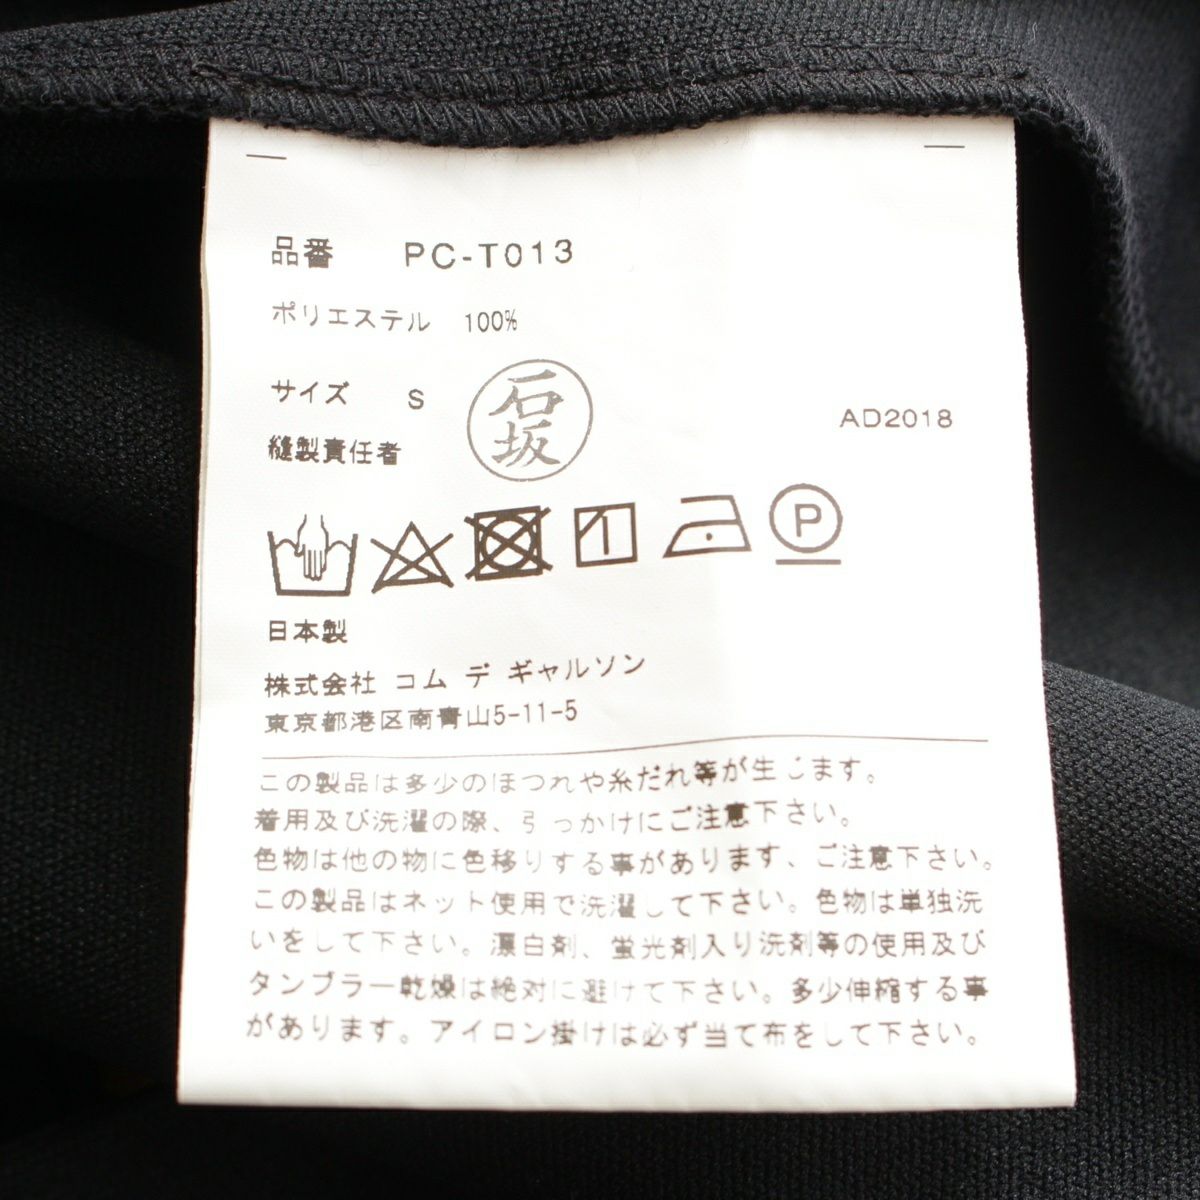 品番 PC-T013
ポリエステル 100%
サイズ S
石坂
AD2018
縫製責任者
P
日本製
株式会社 コム デ ギャルソン
東京都港区南青山5-11-5
この製品は多少のほつれや糸だれ等が生じます。
着用及び洗濯の際、引っかけにご注意下さい。
色物は他の物に色移りする事があります、ご注意下さい。
この製品はネット使用で洗濯して下さい。色物は単独洗
いをして下さい。漂白剤、蛍光剤入り洗剤等の使用及び
タンブラー乾燥は絶対に避けて下さい。多少伸縮する事
があります。アイロン掛けは必ず当て布をして下さい。